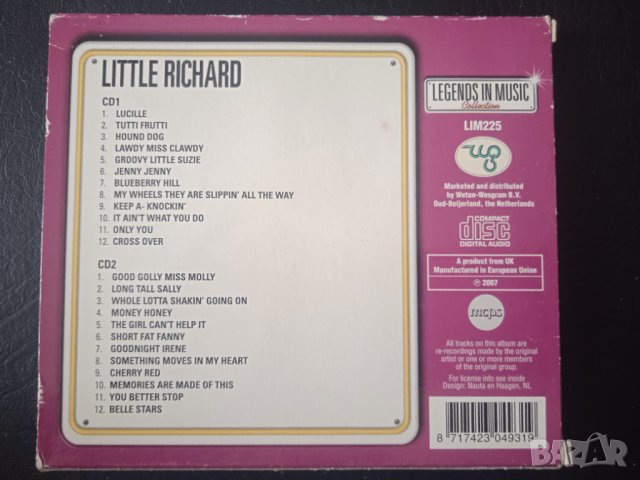 LITTLE RICHARD
CD1
1. LUCILLE
2. TUTTI FRUTTI
3. HOUND DOG
4. LAWDY MISS CLAWDY
5. GROOVY LITTLE SUZIE
6. JENNY JENNY
7. BLUEBERRY HILL
8. MY WHEELS THEY ARE SLIPPIN' ALL THE WAY
9. KEEP A- KNOCKIN'
10. IT AIN'T WHAT YOU DO
11. ONLY YOU
12. CROSS OVER
CD2
1. GOOD GOLLY MISS MOLLY
2. LONG TALL SALLY
3. WHOLE LOTTA SHAKIN' GOING ON
4. MONEY HONEY
5. THE GIRL CAN'T HELP IT
6. SHORT FAT FANNY
7. GOODNIGHT IRENE
8. SOMETHING MOVES IN MY HEART
9. CHERRY RED
10. MEMORIES ARE MADE OF THIS
11. YOU BETTER STOP
12. BELLE STARS
LEGENDS IN MUSIC
Collection
LIM225
Marketed and distributed
by Weton-Wesgram B.V.
Oud-Beijerland, the Netherlands
COMPACT
disc
DIGITAL AUDIO
A product from UK
Manufactured in European Union
℗ 2007
mcps
All tracks on this album are
re-recordings made by the original
artist or one or more members
of the original group.
For license info see inside
Design: Nauta en Haagen, NL
8 717423 049319
BAZAR